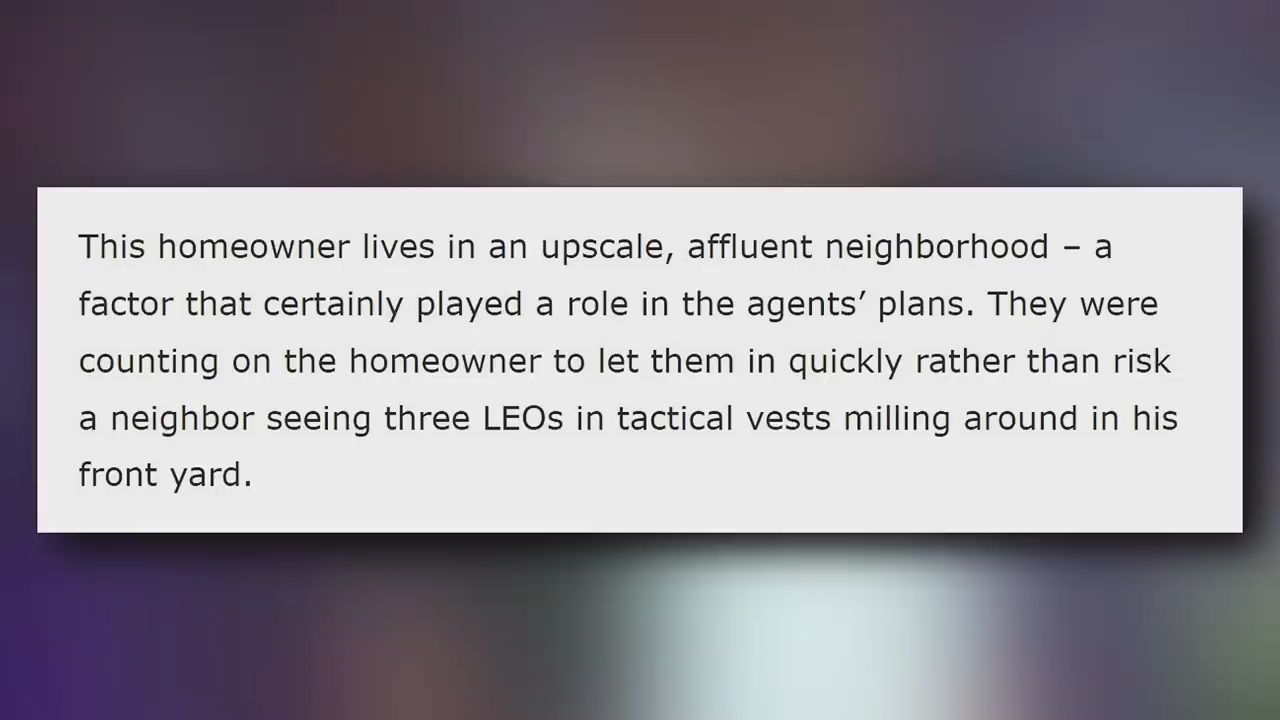 This homeowner lives in an upscale, affluent neighborhood – a
factor that certainly played a role in the agents’ plans. They were
counting on the homeowner to let them in quickly rather than risk
a neighbor seeing three LEOs in tactical vests milling around in his
front yard.